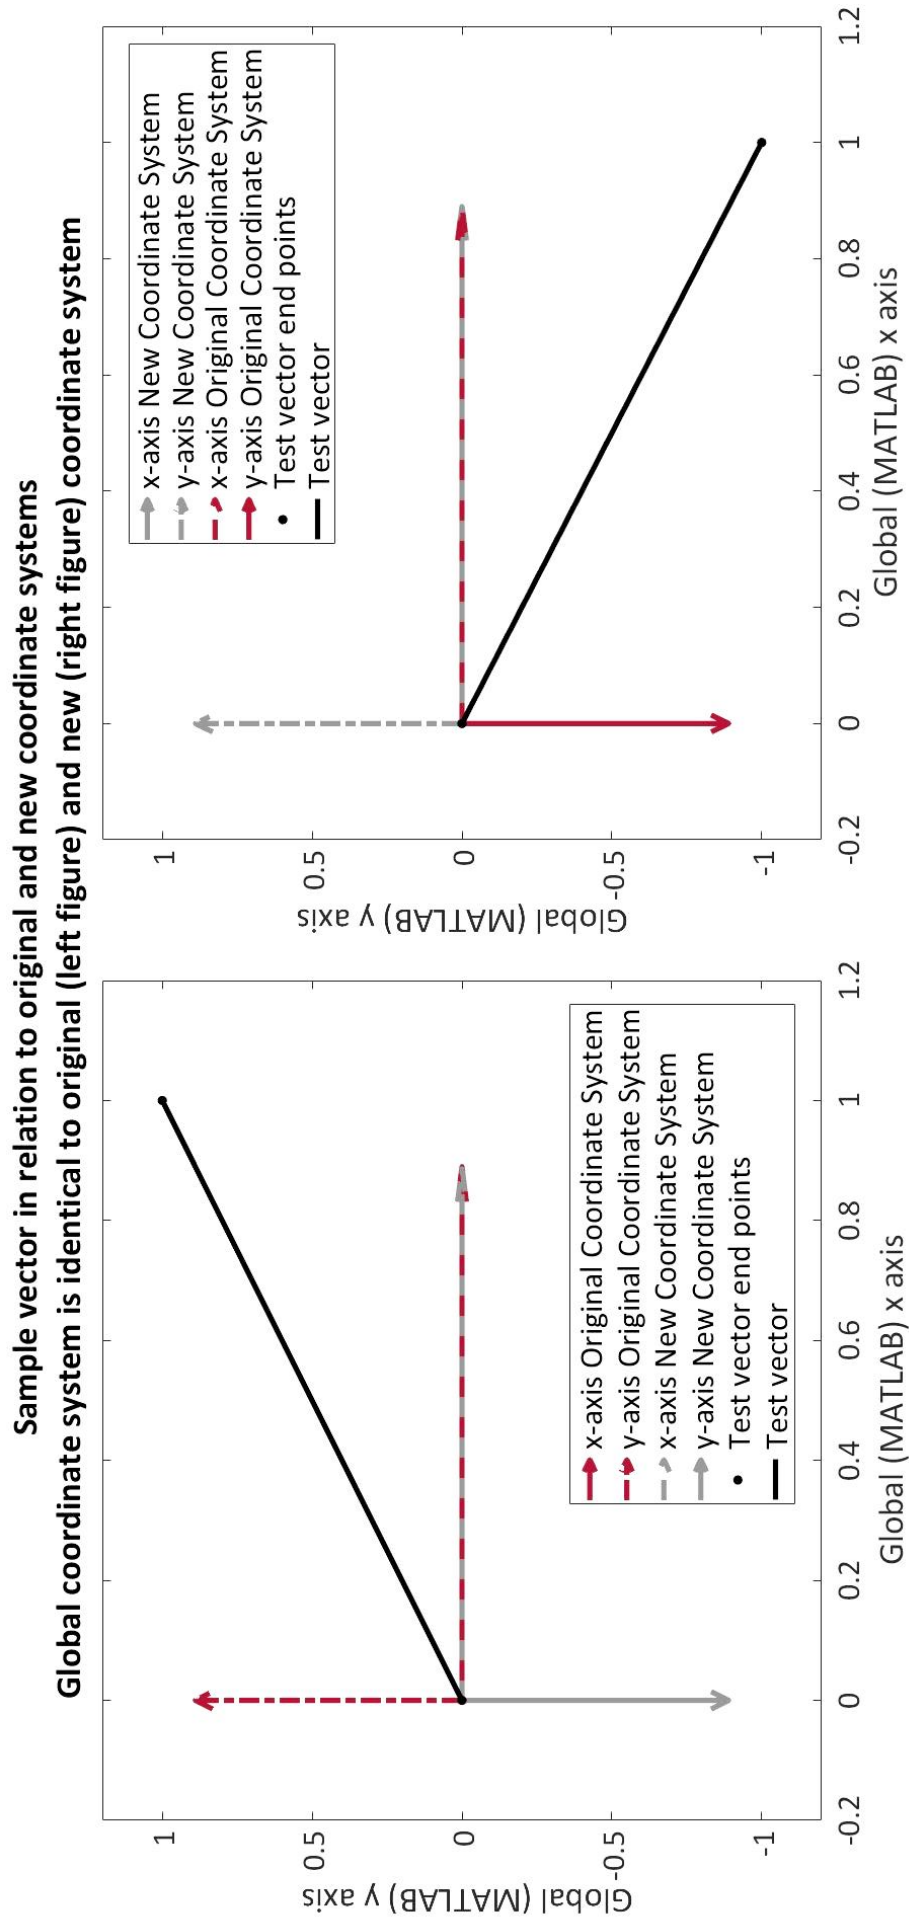 Sample vector in relation to original and new coordinate systems
Global coordinate system is identical to original (left figure) and new (right figure) coordinate system
Global (MATLAB) y axis
1
0.5
0
-0.5
-1
-0.2
0
0.2
0.4
0.6
0.8
1
1.2
Global (MATLAB) x axis
x-axis Original Coordinate System
y-axis Original Coordinate System
x-axis New Coordinate System
y-axis New Coordinate System
Test vector end points
Test vector
Global (MATLAB) y axis
1
0.5
0
-0.5
-1
-0.2
0
0.2
0.4
0.6
0.8
1
1.2
Global (MATLAB) x axis
x-axis New Coordinate System
y-axis New Coordinate System
x-axis Original Coordinate System
y-axis Original Coordinate System
Test vector end points
Test vector